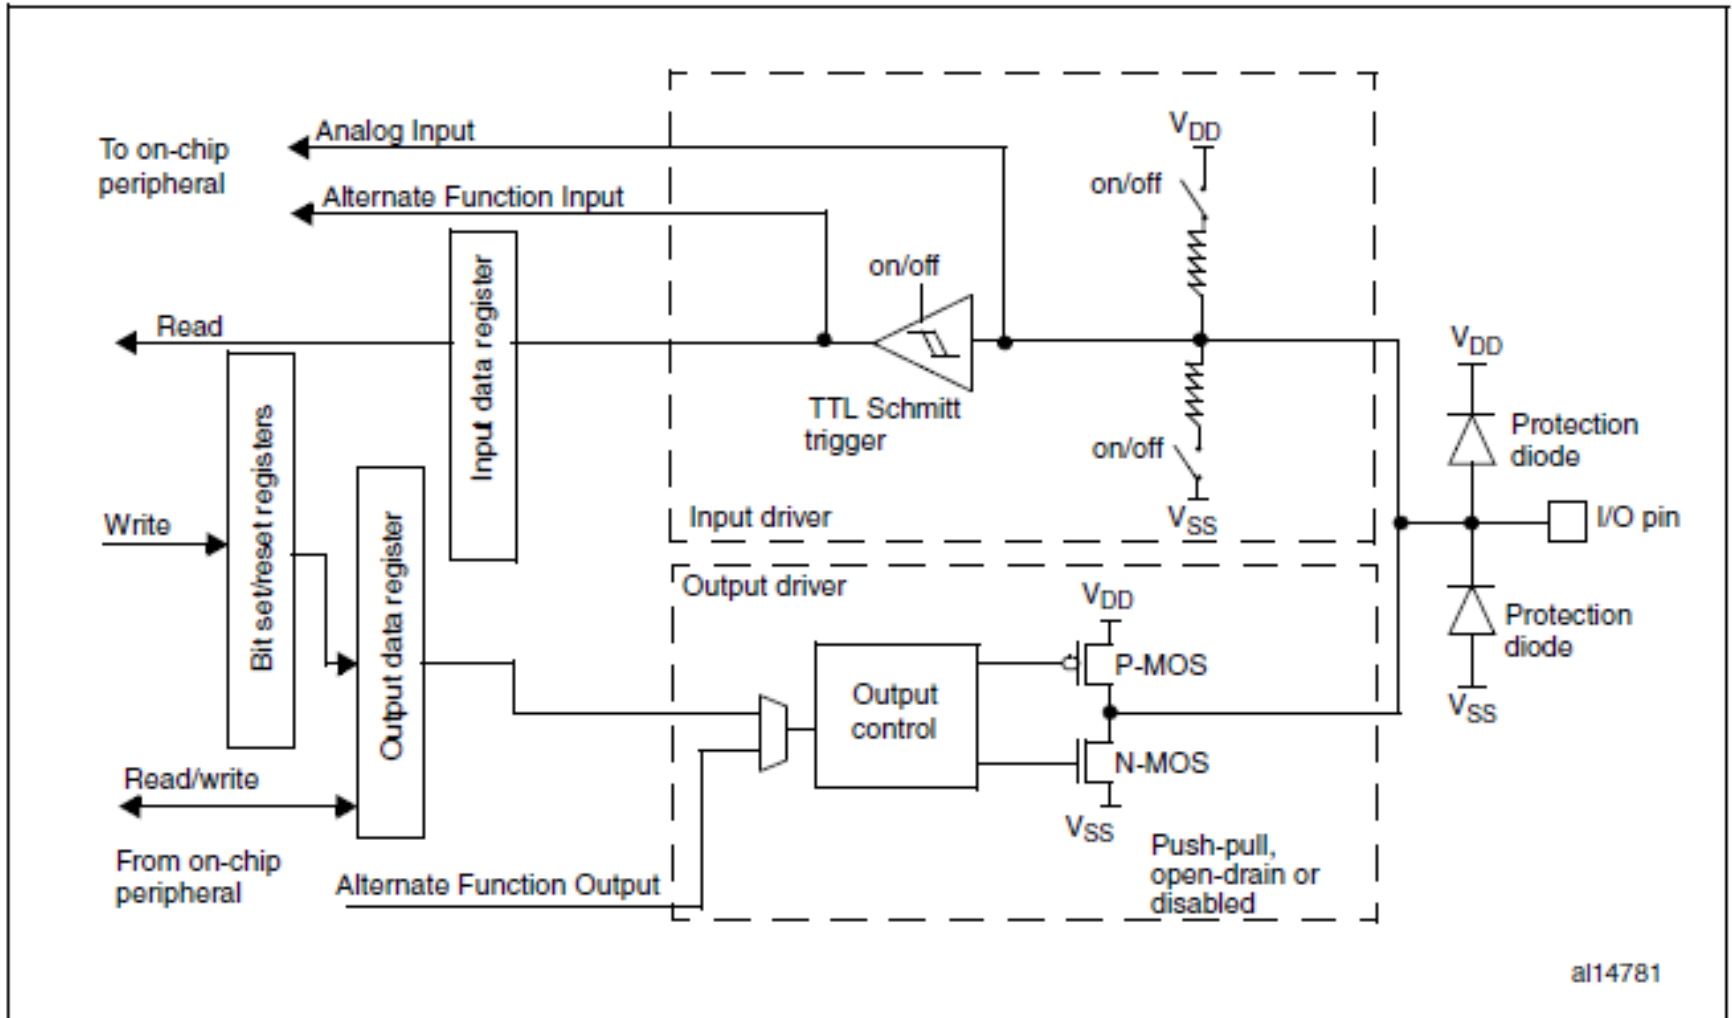 To on-chip
peripheral
Analog Input
Alternate Function Input
VDD
on/off
on/off
Read
Input data register
TTL Schmitt
trigger
on/off
VSS
Input driver
VDD
Protection
diode
I/O pin
Protection
diode
VSS
Write
Bit set/reset registers
Output data register
Read/write
From on-chip
peripheral
Alternate Function Output
Output driver
VDD
P-MOS
Output
control
N-MOS
VSS
Push-pull,
open-drain or
disabled
ai14781